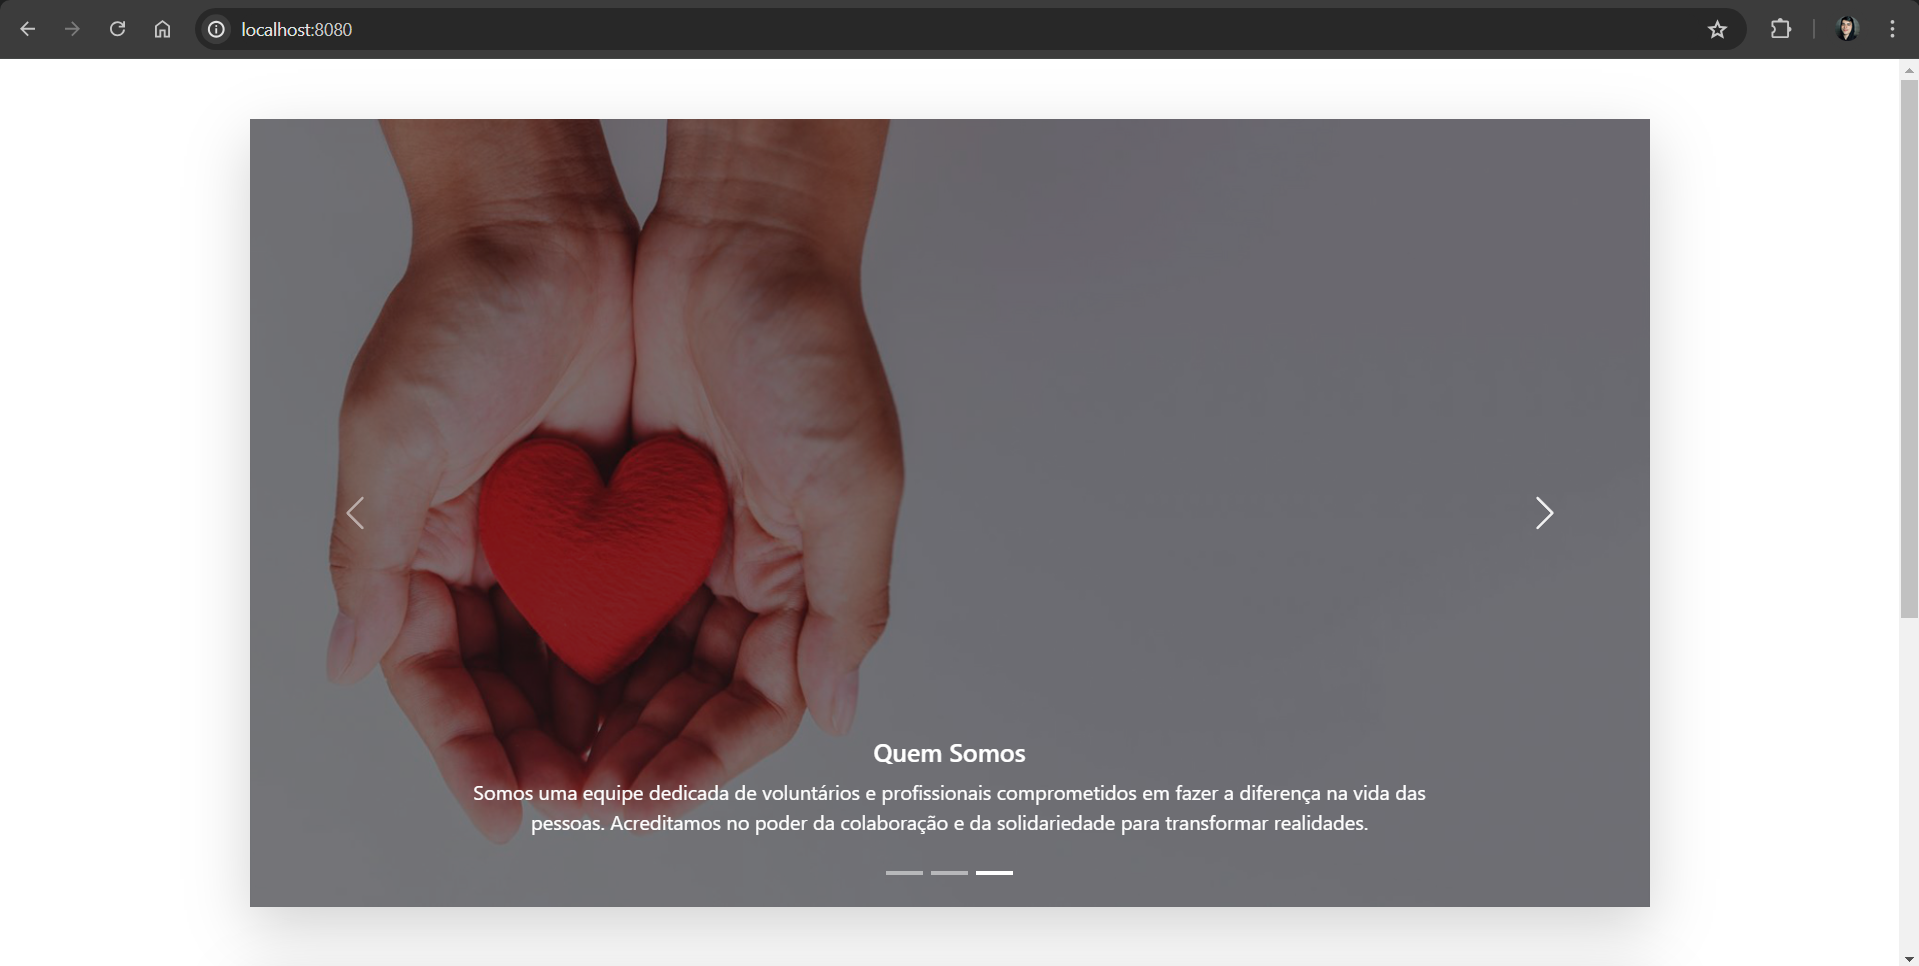 localhost:8080
Quem Somos
Somos uma equipe dedicada de voluntários e profissionais comprometidos em fazer a diferença na vida das
pessoas. Acreditamos no poder da colaboração e da solidariedade para transformar realidades.